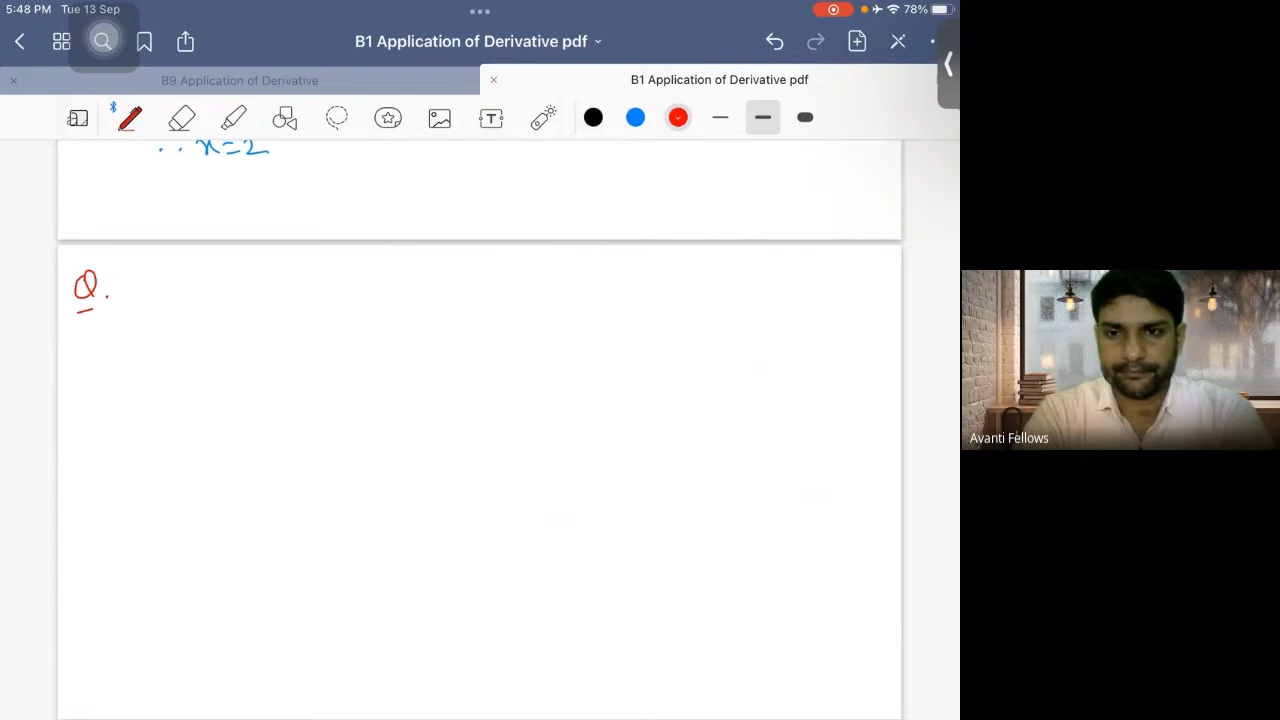 5:48 PM Tue 13 Sep
78%
B1 Application of Derivative pdf
B9 Application of Derivative
B1 Application of Derivative pdf
T
∴ x=2
Q.
Avanti Fellows